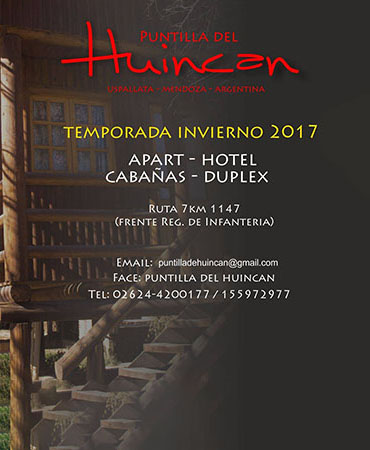 Puntilla del
Huincan
Uspallata - Mendoza - Argentina
TEMPORADA INVIERNO 2017
APART - HOTEL
CABAÑAS - DUPLEX
Ruta 7km 1147
(Frente Reg. de Infanteria)
Email: puntilladehuincan@gmail.com
Face: puntilla del huincan
Tel: 02624-4200177 / 155972977